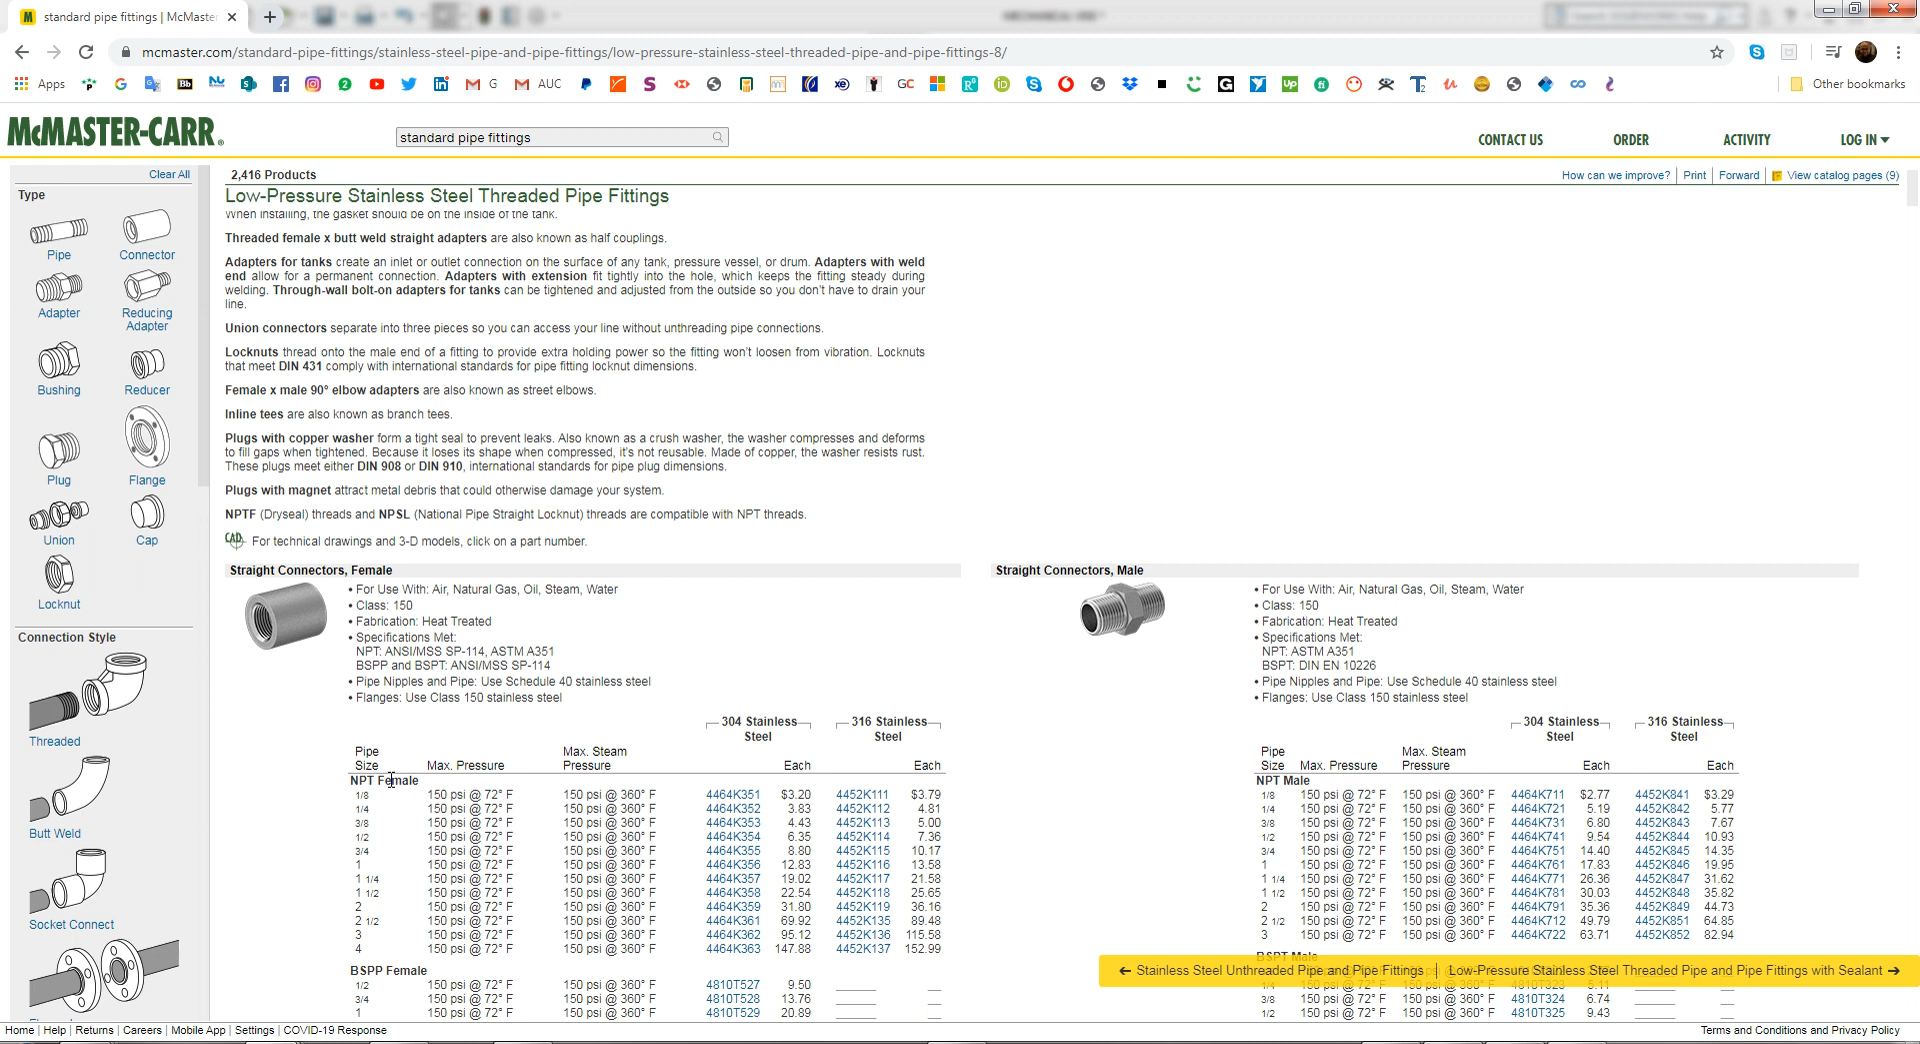 standard pipe fittings | McMaster
mcmaster.com/standard-pipe-fittings/stainless-steel-pipe-and-pipe-fittings/low-pressure-stainless-steel-threaded-pipe-and-pipe-fittings-8/
Apps G AUC GC Other bookmarks
McMASTER-CARR®
standard pipe fittings
CONTACT US ORDER ACTIVITY LOG IN
Clear All
Type
Pipe Connector
Adapter Reducing Adapter
Bushing Reducer
Plug Flange
Union Cap
Locknut
Connection Style
Threaded
Butt Weld
Socket Connect
2,416 Products
How can we improve? | Print | Forward | View catalog pages (9)
Low-Pressure Stainless Steel Threaded Pipe Fittings
When installing, the gasket should be on the inside of the tank.
Threaded female x butt weld straight adapters are also known as half couplings.
Adapters for tanks create an inlet or outlet connection on the surface of any tank, pressure vessel, or drum. Adapters with weld
end allow for a permanent connection. Adapters with extension fit tightly into the hole, which keeps the fitting steady during
welding. Through-wall bolt-on adapters for tanks can be tightened and adjusted from the outside so you don't have to drain your
line.
Union connectors separate into three pieces so you can access your line without unthreading pipe connections.
Locknuts thread onto the male end of a fitting to provide extra holding power so the fitting won't loosen from vibration. Locknuts
that meet DIN 431 comply with international standards for pipe fitting locknut dimensions.
Female x male 90° elbow adapters are also known as street elbows.
Inline tees are also known as branch tees.
Plugs with copper washer form a tight seal to prevent leaks. Also known as a crush washer, the washer compresses and deforms
to fill gaps when tightened. Because it loses its shape when compressed, it's not reusable. Made of copper, the washer resists rust.
These plugs meet either DIN 908 or DIN 910, international standards for pipe plug dimensions.
Plugs with magnet attract metal debris that could otherwise damage your system.
NPTF (Dryseal) threads and NPSL (National Pipe Straight Locknut) threads are compatible with NPT threads.
CAD For technical drawings and 3-D models, click on a part number.
Straight Connectors, Female
• For Use With: Air, Natural Gas, Oil, Steam, Water
• Class: 150
• Fabrication: Heat Treated
• Specifications Met:
NPT: ANSI/MSS SP-114, ASTM A351
BSPP and BSPT: ANSI/MSS SP-114
• Pipe Nipples and Pipe: Use Schedule 40 stainless steel
• Flanges: Use Class 150 stainless steel
304 Stainless Steel 316 Stainless Steel
Pipe Size Max. Pressure Max. Steam Pressure Each Each
NPT Female
1/8 150 psi @ 72° F 150 psi @ 360° F 4464K351 $3.20 4452K111 $3.79
1/4 150 psi @ 72° F 150 psi @ 360° F 4464K352 3.83 4452K112 4.81
3/8 150 psi @ 72° F 150 psi @ 360° F 4464K353 4.43 4452K113 5.00
1/2 150 psi @ 72° F 150 psi @ 360° F 4464K354 6.35 4452K114 7.36
3/4 150 psi @ 72° F 150 psi @ 360° F 4464K355 8.80 4452K115 10.17
1 150 psi @ 72° F 150 psi @ 360° F 4464K356 12.83 4452K116 13.58
1 1/4 150 psi @ 72° F 150 psi @ 360° F 4464K357 19.02 4452K117 21.58
1 1/2 150 psi @ 72° F 150 psi @ 360° F 4464K358 22.54 4452K118 25.65
2 150 psi @ 72° F 150 psi @ 360° F 4464K359 31.80 4452K119 36.16
2 1/2 150 psi @ 72° F 150 psi @ 360° F 4464K361 69.92 4452K135 89.48
3 150 psi @ 72° F 150 psi @ 360° F 4464K362 95.12 4452K136 115.58
4 150 psi @ 72° F 150 psi @ 360° F 4464K363 147.88 4452K137 152.99
BSPP Female
1/2 150 psi @ 72° F 150 psi @ 360° F 4810T527 9.50
3/4 150 psi @ 72° F 150 psi @ 360° F 4810T528 13.76
1 150 psi @ 72° F 150 psi @ 360° F 4810T529 20.89
Straight Connectors, Male
• For Use With: Air, Natural Gas, Oil, Steam, Water
• Class: 150
• Fabrication: Heat Treated
• Specifications Met:
NPT: ASTM A351
BSPT: DIN EN 10226
• Pipe Nipples and Pipe: Use Schedule 40 stainless steel
• Flanges: Use Class 150 stainless steel
304 Stainless Steel 316 Stainless Steel
Pipe Size Max. Pressure Max. Steam Pressure Each Each
NPT Male
1/8 150 psi @ 72° F 150 psi @ 360° F 4464K711 $2.77 4452K841 $3.29
1/4 150 psi @ 72° F 150 psi @ 360° F 4464K721 5.19 4452K842 5.77
3/8 150 psi @ 72° F 150 psi @ 360° F 4464K731 6.80 4452K843 7.67
1/2 150 psi @ 72° F 150 psi @ 360° F 4464K741 9.54 4452K844 10.93
3/4 150 psi @ 72° F 150 psi @ 360° F 4464K751 14.40 4452K845 14.35
1 150 psi @ 72° F 150 psi @ 360° F 4464K761 17.83 4452K846 19.95
1 1/4 150 psi @ 72° F 150 psi @ 360° F 4464K771 26.36 4452K847 31.62
1 1/2 150 psi @ 72° F 150 psi @ 360° F 4464K781 30.03 4452K848 35.82
2 150 psi @ 72° F 150 psi @ 360° F 4464K791 35.36 4452K849 44.73
2 1/2 150 psi @ 72° F 150 psi @ 360° F 4464K712 49.79 4452K851 64.85
3 150 psi @ 72° F 150 psi @ 360° F 4464K722 63.71 4452K852 82.94
BSPT Male
← Stainless Steel Unthreaded Pipe and Pipe Fittings | Low-Pressure Stainless Steel Threaded Pipe and Pipe Fittings with Sealant →
3/8 150 psi @ 72° F 150 psi @ 360° F 4810T324 6.74
1/2 150 psi @ 72° F 150 psi @ 360° F 4810T325 9.43
Home | Help | Returns | Careers | Mobile App | Settings | COVID-19 Response
Terms and Conditions and Privacy Policy